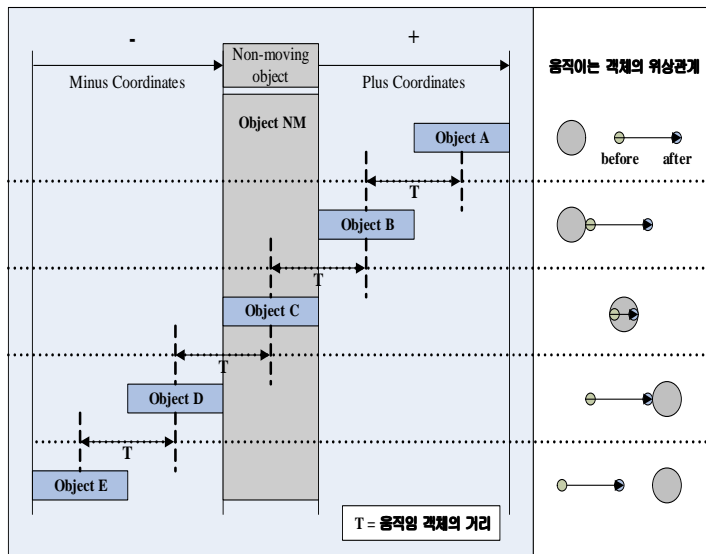 -
+
Non-moving
object
Minus Coordinates
Plus Coordinates
움직이는 객체의 위상관계
Object NM
Object A
before
after
T
Object B
T
Object C
T
Object D
T
Object E
T = 움직임 객체의 거리